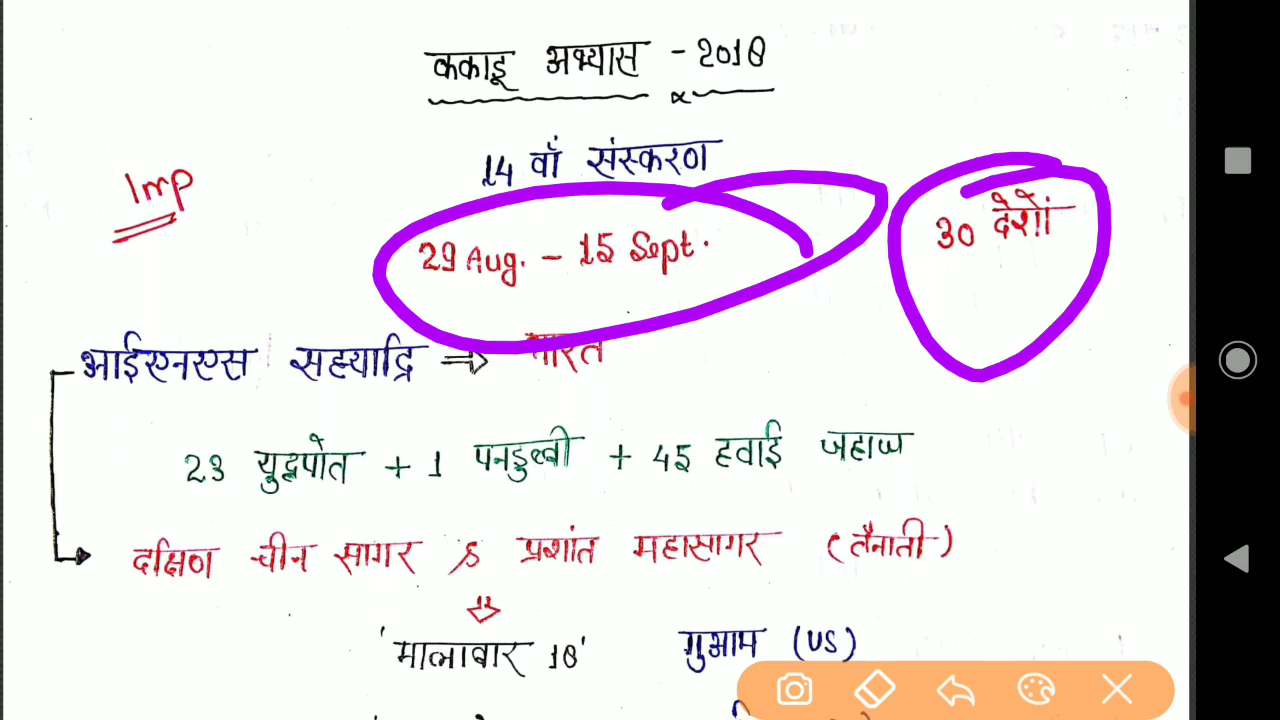 ककाडू अभ्यास - 2018
14 वाँ संस्करण
Imp
30 देशों
29 Aug. - 15 Sept.
आईएनएस सह्याद्रि ⇒ भारत
23 युद्धपोत + 1 पनडुब्बी + 45 हवाई जहाज
दक्षिण चीन सागर & प्रशांत महासागर (तैनाती)
'मालाबार 18' गुआम (US)